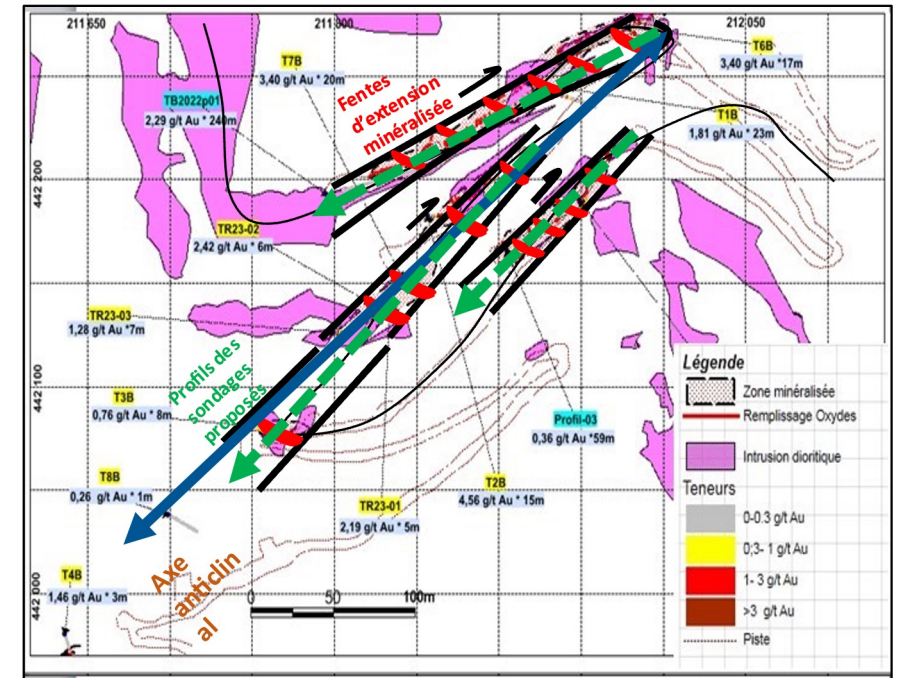 211 650
211 800
212 050
T6B
3,40 g/t Au *17m
T7B
3,40 g/t Au * 20m
Fentes
d'extension
minéralisée
TB2022p01
2,29 g/t Au * 240m
T1B
1,81 g/t Au * 23m
442 200
TR23-02
2,42 g/t Au * 6m
TR23-03
1,28 g/t Au *7m
Profils des
sondages
proposés
442 100
T3B
0,76 g/t Au * 8m
Profil-03
0,36 g/t Au *59m
T8B
0,26 g/t Au * 1m
T2B
4,56 g/t Au * 15m
TR23-01
2,19 g/t Au * 5m
Axe
anticlin
al
T4B
1,46 g/t Au * 3m
442 000
0 50 100m
Légende
Zone minéralisée
Remplissage Oxydes
Intrusion dioritique
Teneurs
0-0.3 g/t Au
0;3- 1 g/t Au
1- 3 g/t Au
>3 g/t Au
Piste